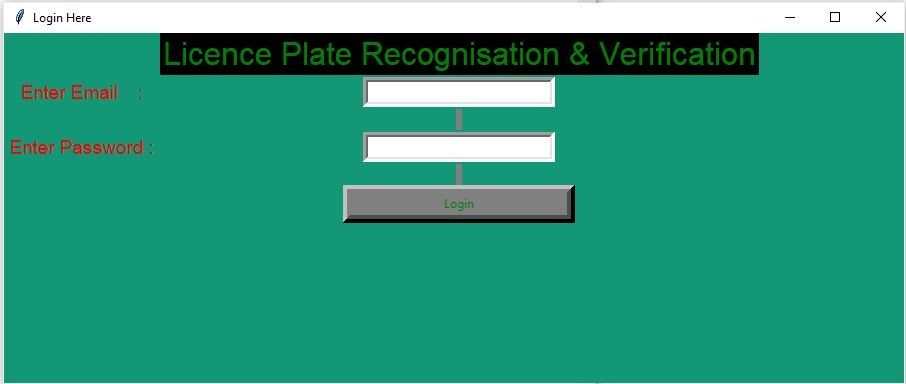 Login Here
Licence Plate Recognisation & Verification
Enter Email :
Enter Password :
Login